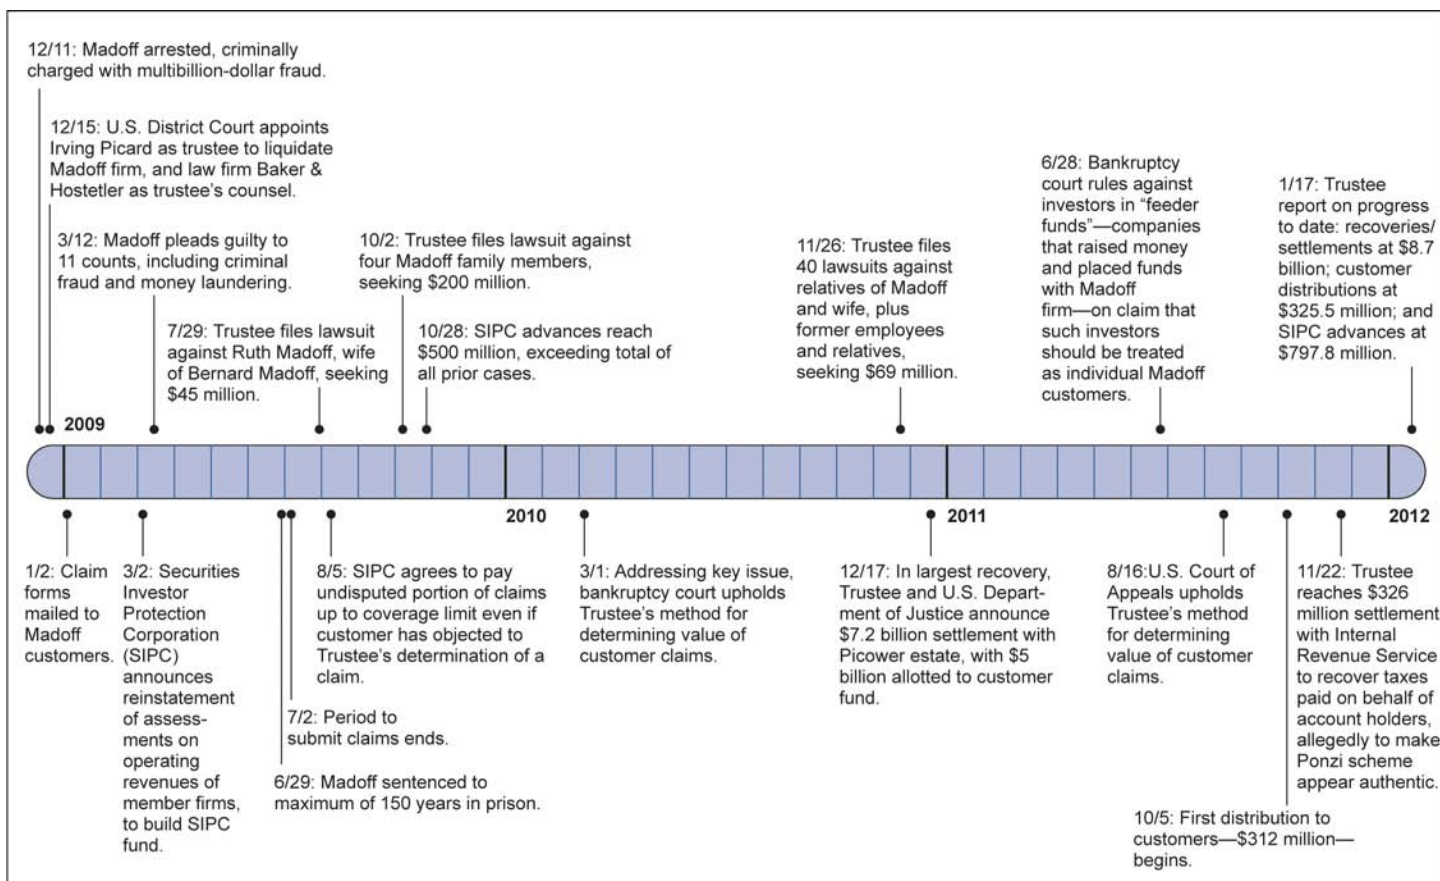 12/11: Madoff arrested, criminally
charged with multibillion-dollar fraud.
12/15: U.S. District Court appoints
Irving Picard as trustee to liquidate
Madoff firm, and law firm Baker &
Hostetler as trustee's counsel.
3/12: Madoff pleads guilty to
11 counts, including criminal
fraud and money laundering.
7/29: Trustee files lawsuit
against Ruth Madoff, wife
of Bernard Madoff, seeking
$45 million.
10/2: Trustee files lawsuit against
four Madoff family members,
seeking $200 million.
10/28: SIPC advances reach
$500 million, exceeding total of
all prior cases.
11/26: Trustee files
40 lawsuits against
relatives of Madoff
and wife, plus
former employees
and relatives,
seeking $69 million.
6/28: Bankruptcy
court rules against
investors in “feeder
funds”—companies
that raised money
and placed funds
with Madoff
firm—on claim that
such investors
should be treated
as individual Madoff
customers.
1/17: Trustee
report on progress
to date: recoveries/
settlements at $8.7
billion; customer
distributions at
$325.5 million; and
SIPC advances at
$797.8 million.
2009
2010
2011
2012
1/2: Claim
forms
mailed to
Madoff
customers.
3/2: Securities
Investor
Protection
Corporation
(SIPC)
announces
reinstatement
of assess-
ments on
operating
revenues of
member firms,
to build SIPC
fund.
6/29: Madoff sentenced to
maximum of 150 years in prison.
7/2: Period to
submit claims ends.
8/5: SIPC agrees to pay
undisputed portion of claims
up to coverage limit even if
customer has objected to
Trustee's determination of a
claim.
3/1: Addressing key issue,
bankruptcy court upholds
Trustee's method for
determining value of
customer claims.
12/17: In largest recovery,
Trustee and U.S. Depart-
ment of Justice announce
$7.2 billion settlement with
Picower estate, with $5
billion allotted to customer
fund.
8/16:U.S. Court of
Appeals upholds
Trustee's method
for determining
value of customer
claims.
10/5: First distribution to
customers—$312 million—
begins.
11/22: Trustee
reaches $326
million settlement
with Internal
Revenue Service
to recover taxes
paid on behalf of
account holders,
allegedly to make
Ponzi scheme
appear authentic.